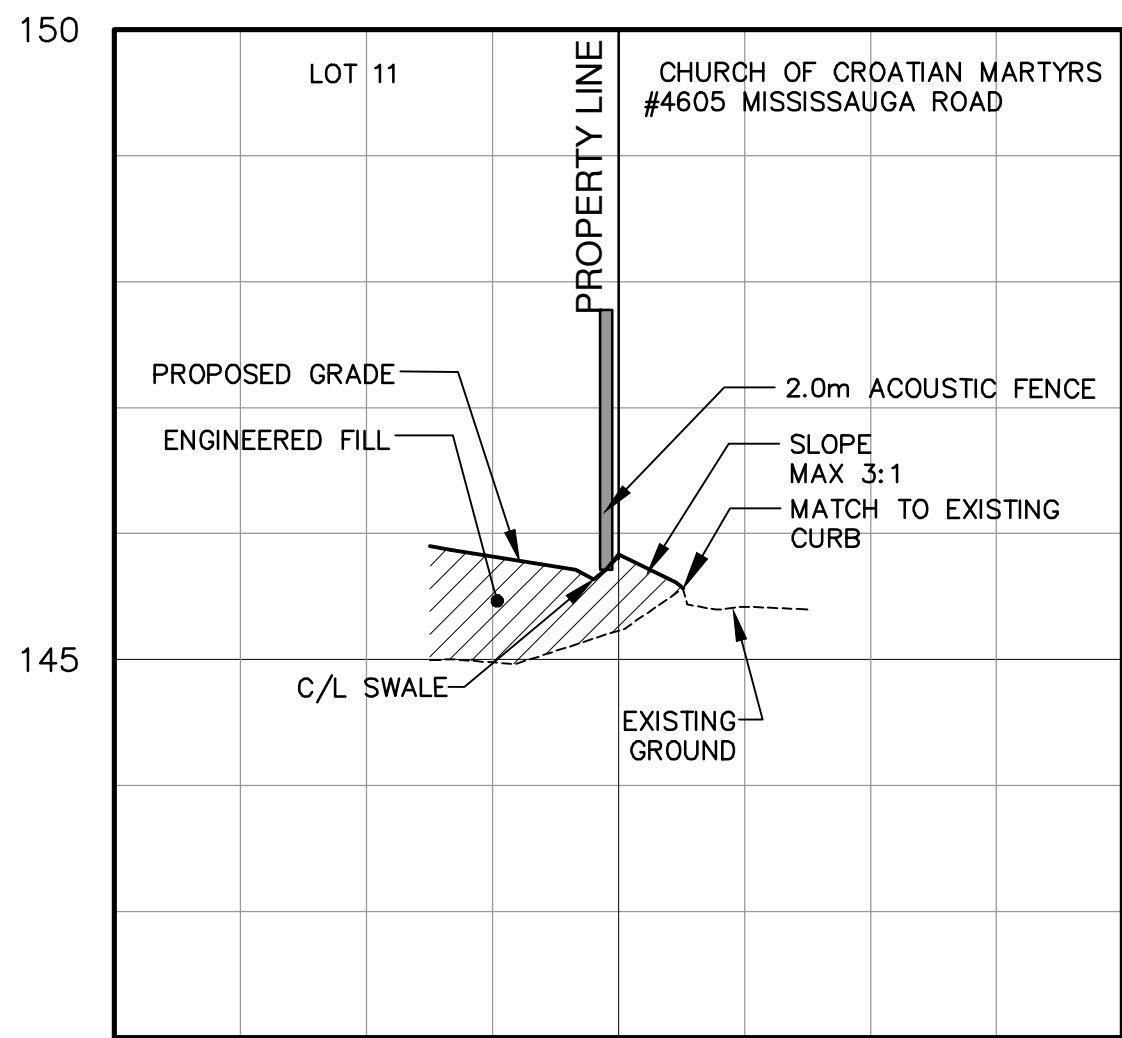 150
LOT 11
PROPERTY LINE
CHURCH OF CROATIAN MARTYRS
#4605 MISSISSAUGA ROAD
PROPOSED GRADE
ENGINEERED FILL
2.0m ACOUSTIC FENCE
SLOPE
MAX 3:1
MATCH TO EXISTING
CURB
145
C/L SWALE
EXISTING
GROUND